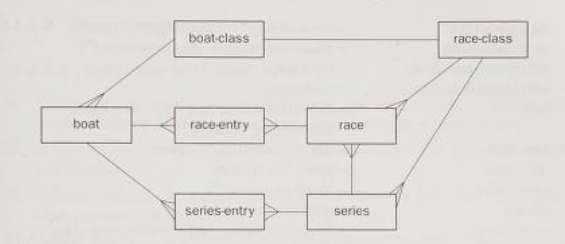 boat-class
race-class
boat
race-entry
race
series-entry
series